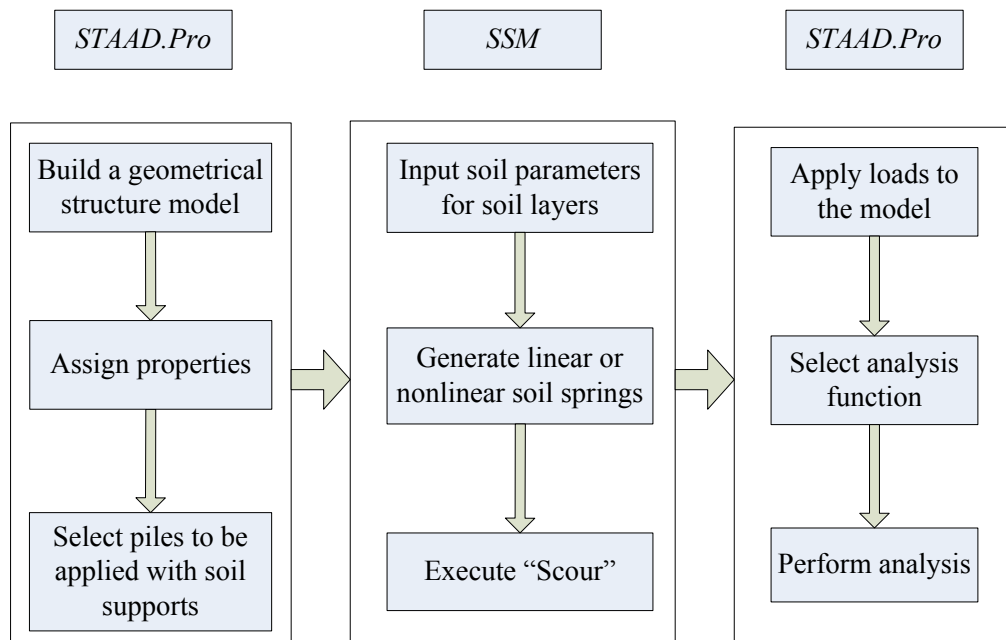 STAAD.Pro
SSM
STAAD.Pro
Build a geometrical
structure model
Assign properties
Select piles to be
applied with soil
supports
Input soil parameters
for soil layers
Generate linear or
nonlinear soil springs
Execute “Scour”
Apply loads to
the model
Select analysis
function
Perform analysis